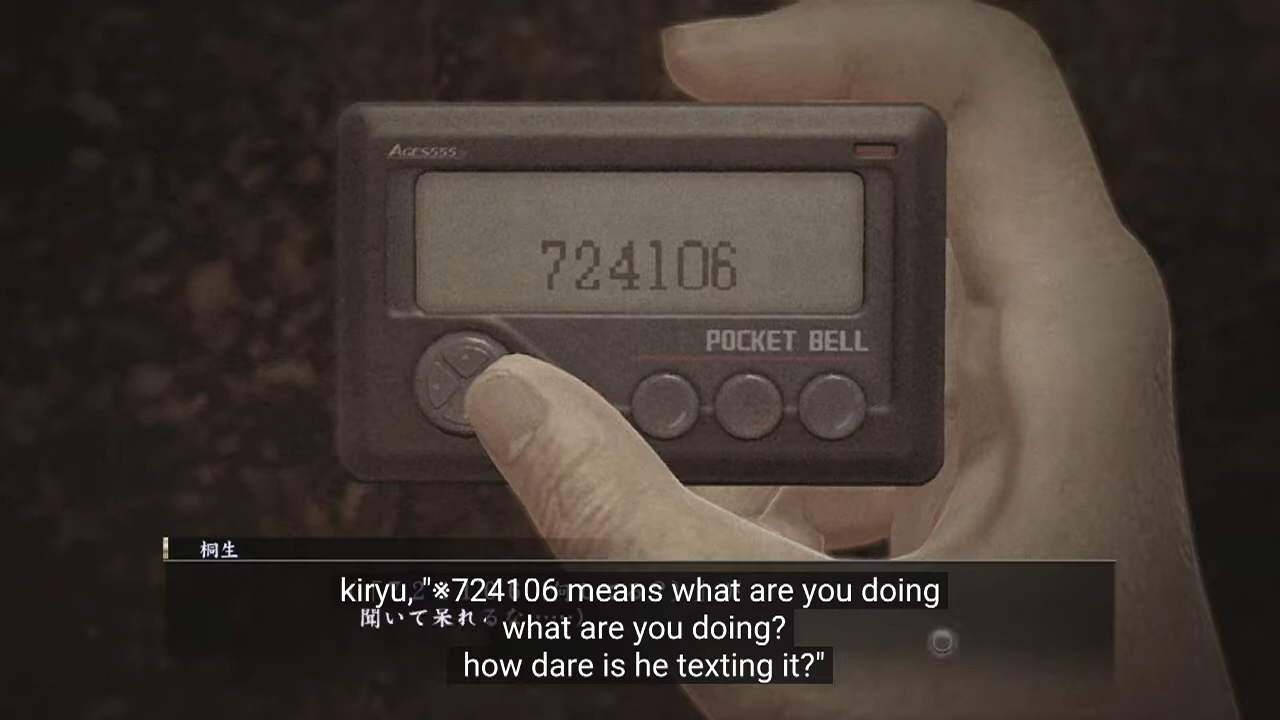 AGES555
724106
POCKET BELL
桐生
kiryu,"※724106 means what are you doing
聞いて呆れる
what are you doing?
how dare is he texting it?"